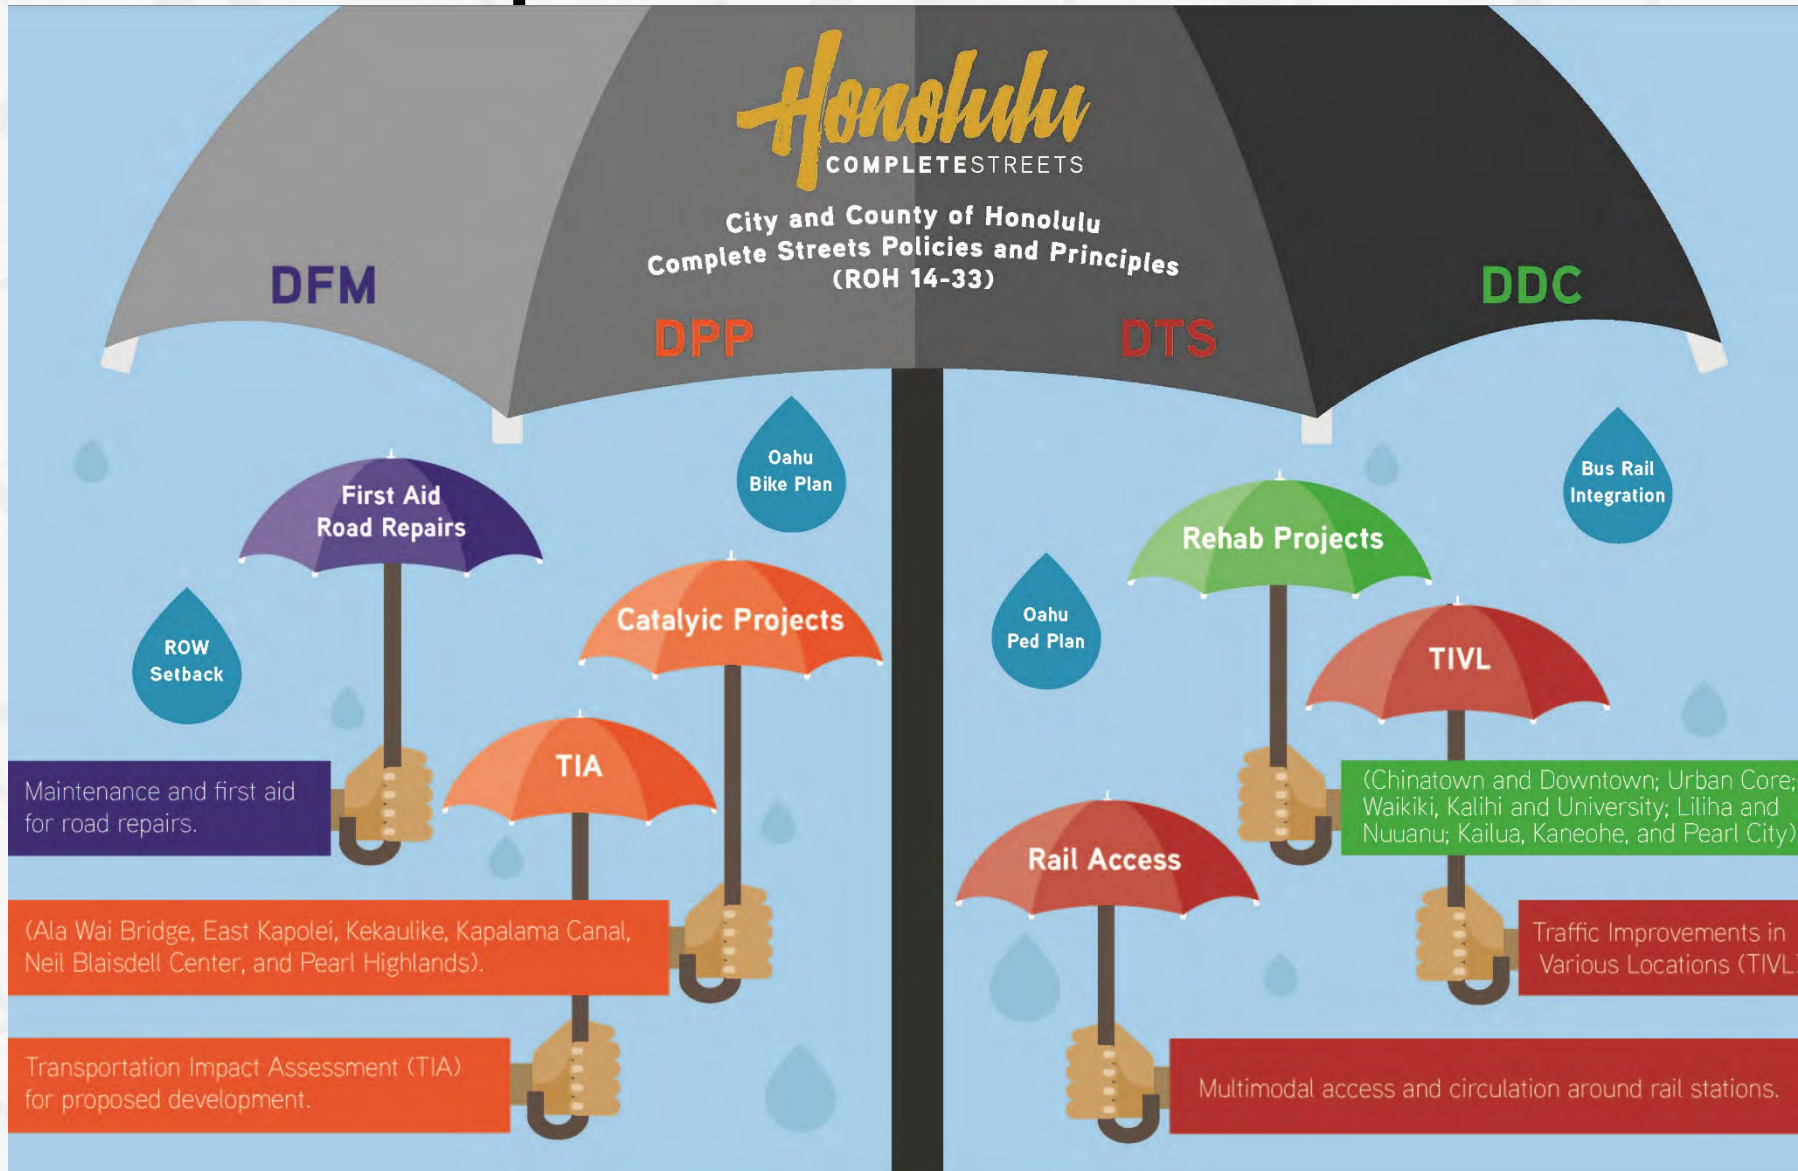 Honolulu
COMPLETESTREETS
City and County of Honolulu
Complete Streets Policies and Principles
(ROH 14-33)
DFM
DPP
DTS
DDC
Oahu
Bike Plan
Bus Rail
Integration
First Aid
Road Repairs
Rehab Projects
Catalyic Projects
Oahu
Ped Plan
ROW
Setback
TIVL
TIA
Maintenance and first aid
for road repairs.
(Chinatown and Downtown; Urban Core;
Waikiki, Kalihi and University; Liliha and
Nuuanu; Kailua, Kaneohe, and Pearl City)
Rail Access
(Ala Wai Bridge, East Kapolei, Kekaulike, Kapalama Canal,
Neil Blaisdell Center, and Pearl Highlands).
Traffic Improvements in
Various Locations (TIVL)
Transportation Impact Assessment (TIA)
for proposed development.
Multimodal access and circulation around rail stations.